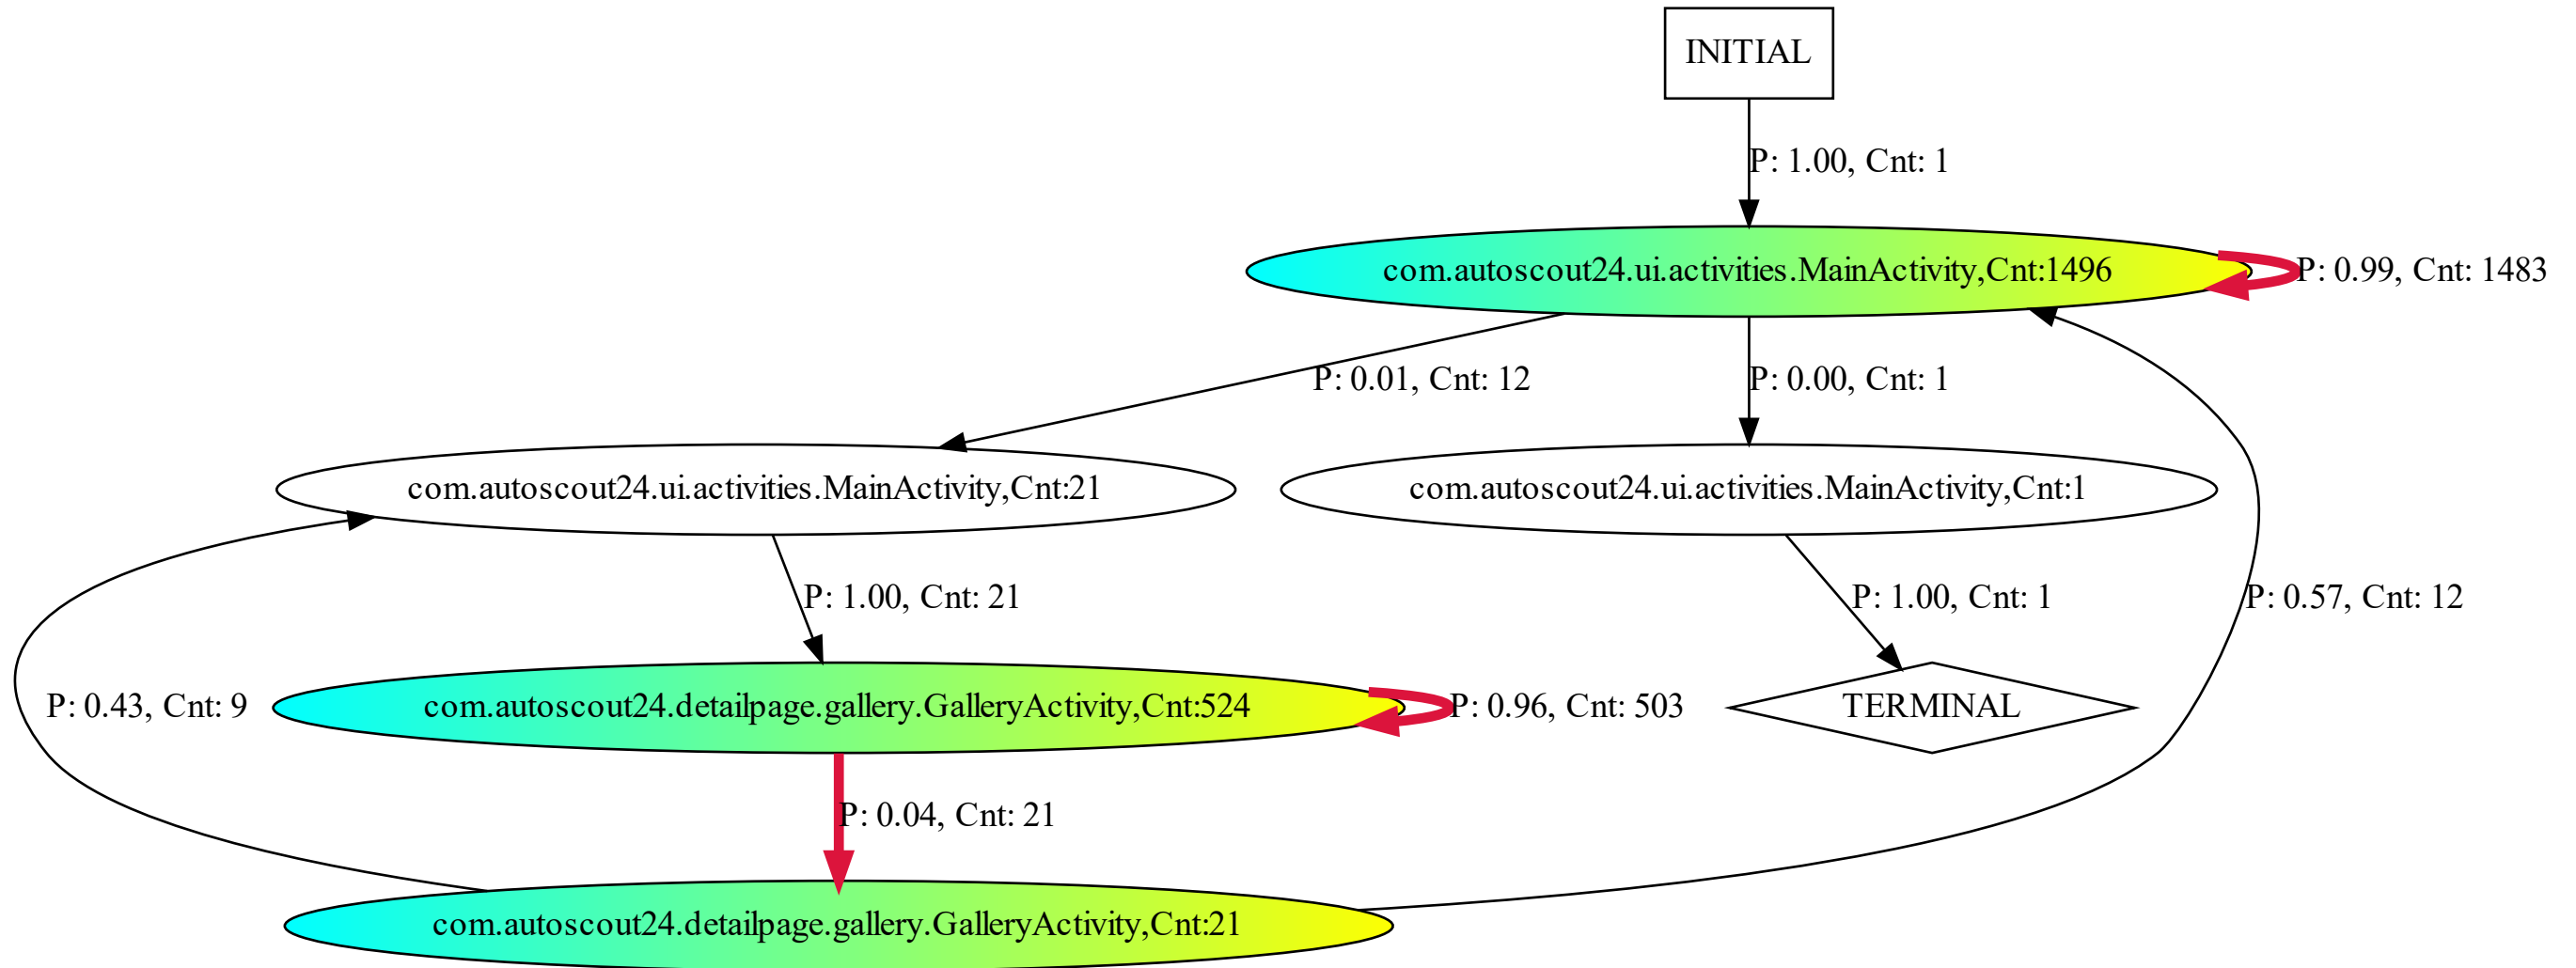 INITIAL
P: 1.00, Cnt: 1
com.autoscout24.ui.activities.MainActivity,Cnt:1496
P: 0.99, Cnt: 1483
P: 0.01, Cnt: 12
P: 0.00, Cnt: 1
com.autoscout24.ui.activities.MainActivity,Cnt:21
com.autoscout24.ui.activities.MainActivity,Cnt:1
P: 1.00, Cnt: 21
P: 1.00, Cnt: 1
P: 0.57, Cnt: 12
P: 0.43, Cnt: 9
com.autoscout24.detailpage.gallery.GalleryActivity,Cnt:524
P: 0.96, Cnt: 503
TERMINAL
P: 0.04, Cnt: 21
com.autoscout24.detailpage.gallery.GalleryActivity,Cnt:21